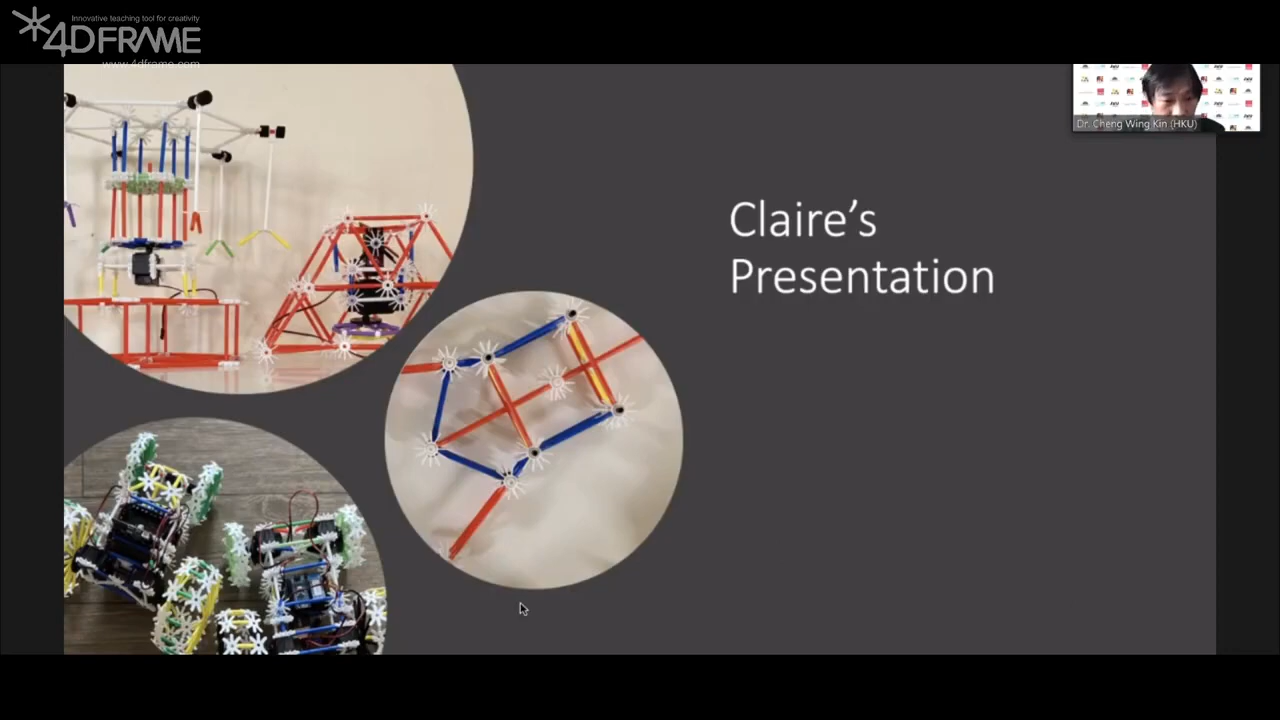 Innovative teaching tool for creativity
4DFRAME
www.4dframe.com
Claire's
Presentation
Dr. Cheng Wing Kin (HKU)